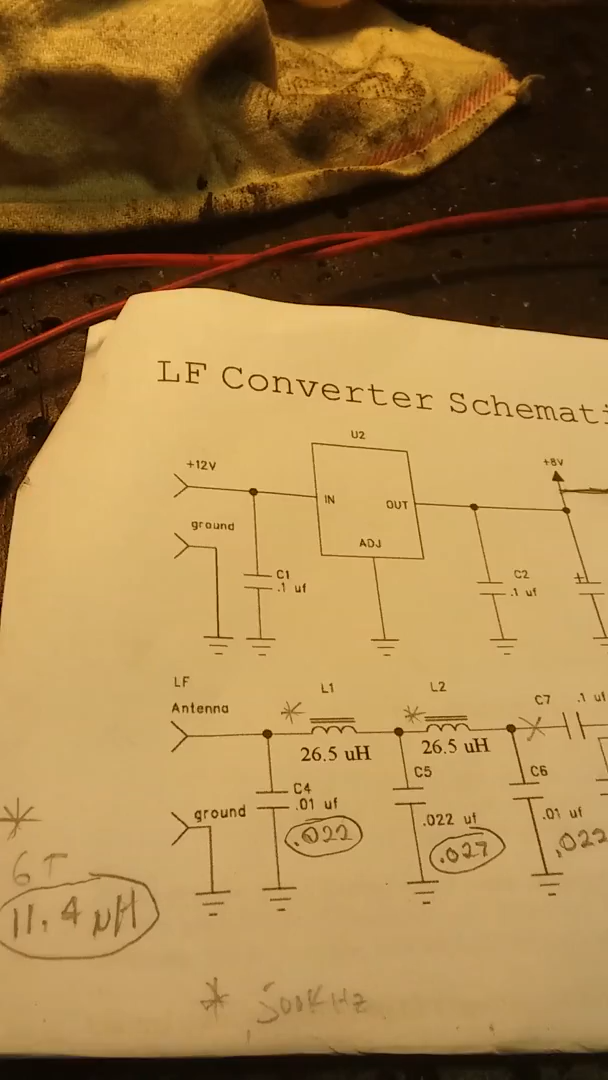 LF Converter Schemati
U2
+12V
+8V
IN
OUT
ground
ADJ
C1
.1 uf
C2
.1 uf
+
LF
Antenna
L1
L2
C7
.1 uf
*
*
26.5 uH
26.5 uH
C4
.01 uf
C5
C6
ground
.022 uf
.01 uf
.022
.027
.022
*
6T
11.4 µH
* 500KHz